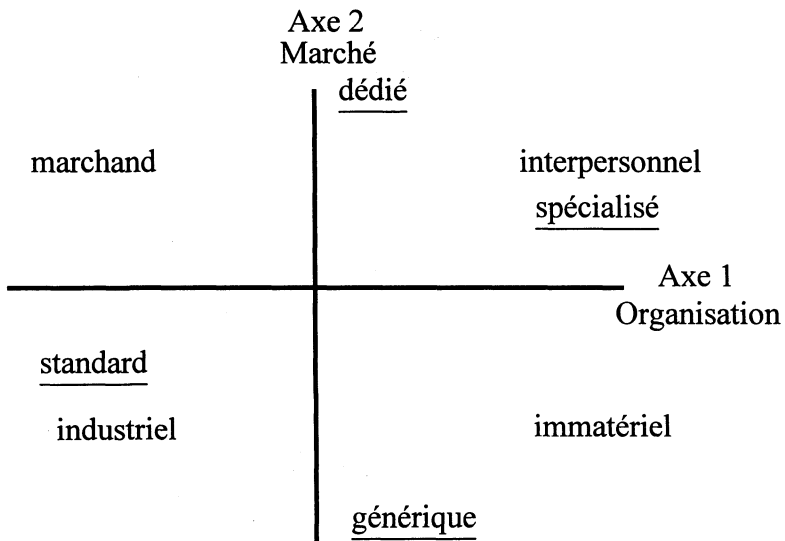 Axe 2
Marché
dédié
marchand
interpersonnel
spécialisé
Axe 1
Organisation
standard
industriel
immatériel
générique